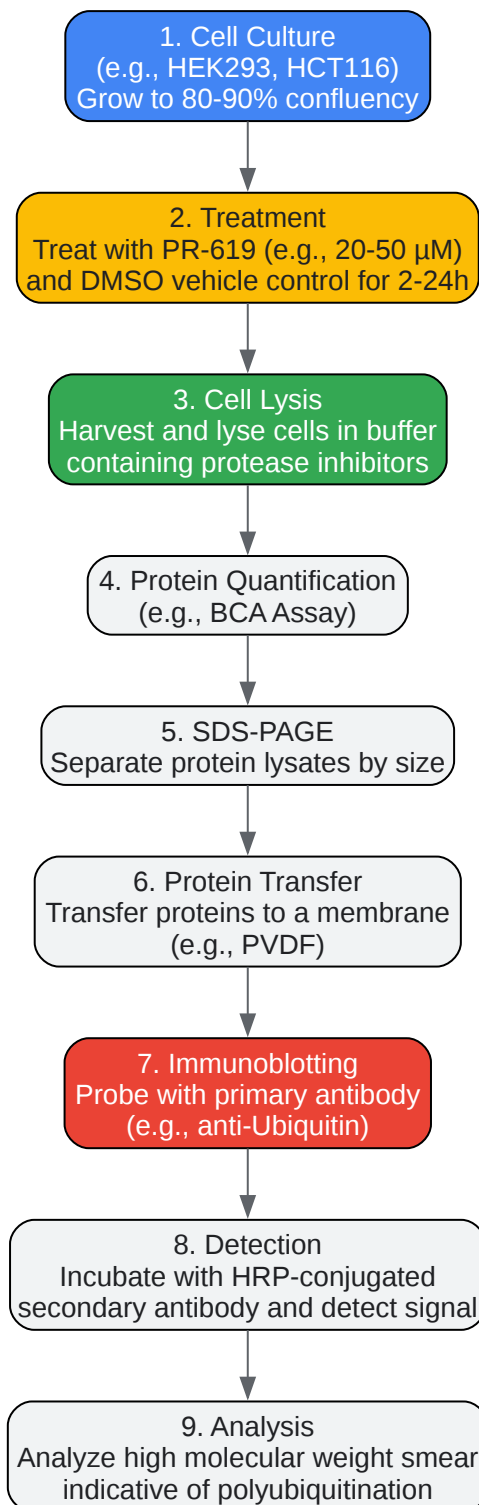 1. Cell Culture
(e.g., HEK293, HCT116)
Grow to 80-90% confluency
2. Treatment
Treat with PR-619 (e.g., 20-50 µM)
and DMSO vehicle control for 2-24h
3. Cell Lysis
Harvest and lyse cells in buffer
containing protease inhibitors
4. Protein Quantification
(e.g., BCA Assay)
5. SDS-PAGE
Separate protein lysates by size
6. Protein Transfer
Transfer proteins to a membrane
(e.g., PVDF)
7. Immunoblotting
Probe with primary antibody
(e.g., anti-Ubiquitin)
8. Detection
Incubate with HRP-conjugated
secondary antibody and detect signal
9. Analysis
Analyze high molecular weight smear
indicative of polyubiquitination